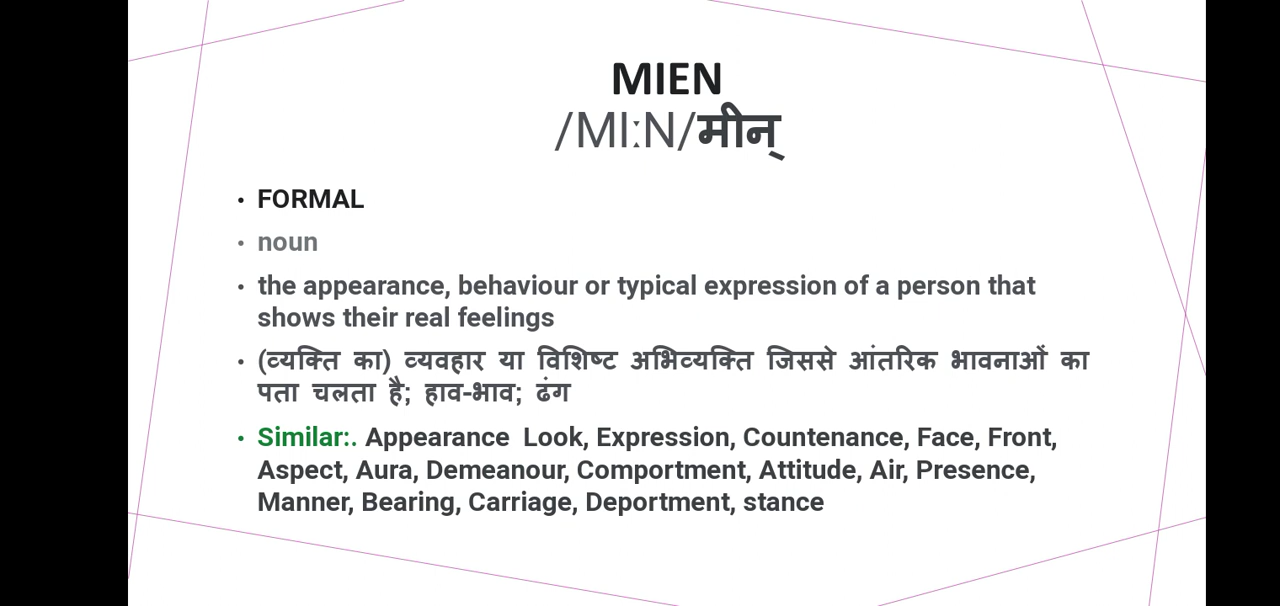 MIEN
/MI:N/मीन्
• FORMAL
• noun
• the appearance, behaviour or typical expression of a person that
shows their real feelings
• (व्यक्ति का) व्यवहार या विशिष्ट अभिव्यक्ति जिससे आंतरिक भावनाओं का
पता चलता है; हाव-भाव; ढंग
• Similar:. Appearance Look, Expression, Countenance, Face, Front,
Aspect, Aura, Demeanour, Comportment, Attitude, Air, Presence,
Manner, Bearing, Carriage, Deportment, stance